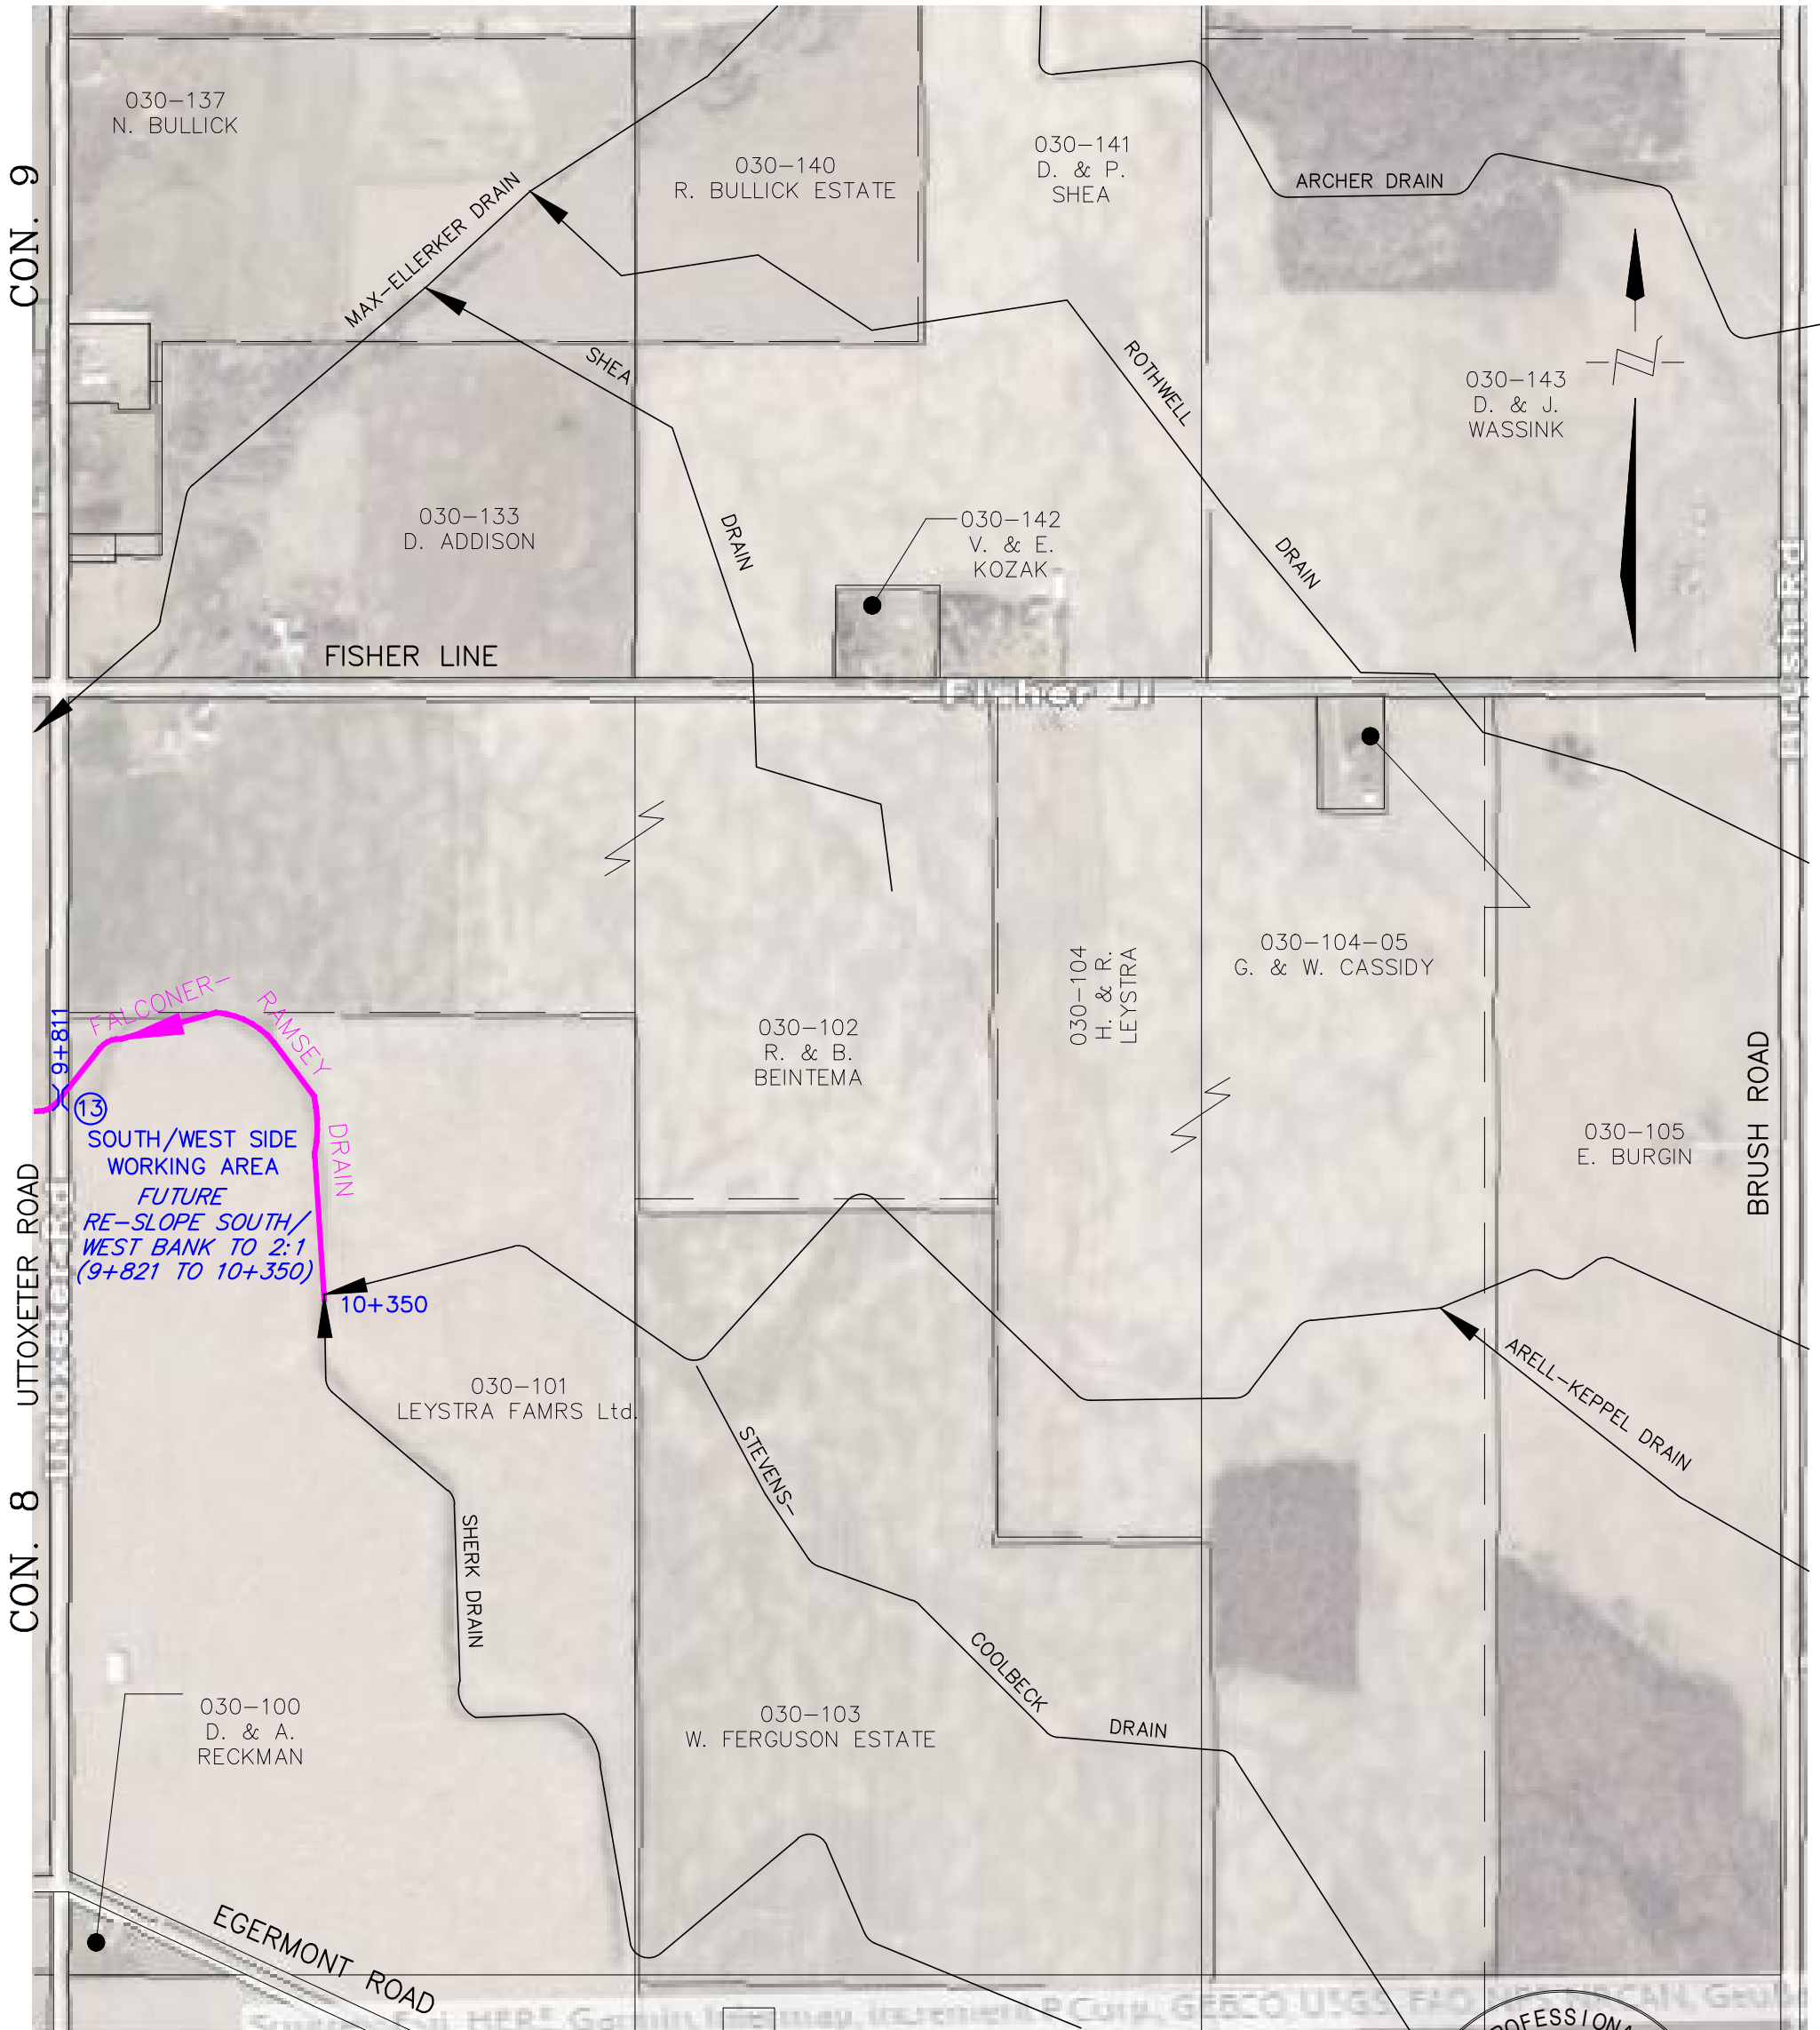 CON. 9
030-137
N. BULLICK
030-140
R. BULLICK ESTATE
030-141
D. & P.
SHEA
ARCHER DRAIN
MAX-ELLERKER DRAIN
SHEA
DRAIN
ROTHWELL
DRAIN
030-143
D. & J.
WASSINK
030-133
D. ADDISON
030-142
V. & E.
KOZAK
FISHER LINE
030-104-05
G. & W. CASSIDY
030-104
H. & R.
LEYSTRA
030-102
R. & B.
BEINTEMA
FALCONER-
RAMSEY
DRAIN
9+811
13
SOUTH/WEST SIDE
WORKING AREA
FUTURE
RE-SLOPE SOUTH/
WEST BANK TO 2:1
(9+821 TO 10+350)
10+350
030-105
E. BURGIN
BRUSH ROAD
UTTOXETER ROAD
CON. 8
030-101
LEYSTRA FAMRS Ltd.
ARELL-KEPPEL DRAIN
STEVENS-
COOLBECK
DRAIN
SHERK DRAIN
030-100
D. & A.
RECKMAN
030-103
W. FERGUSON ESTATE
EGERMONT ROAD